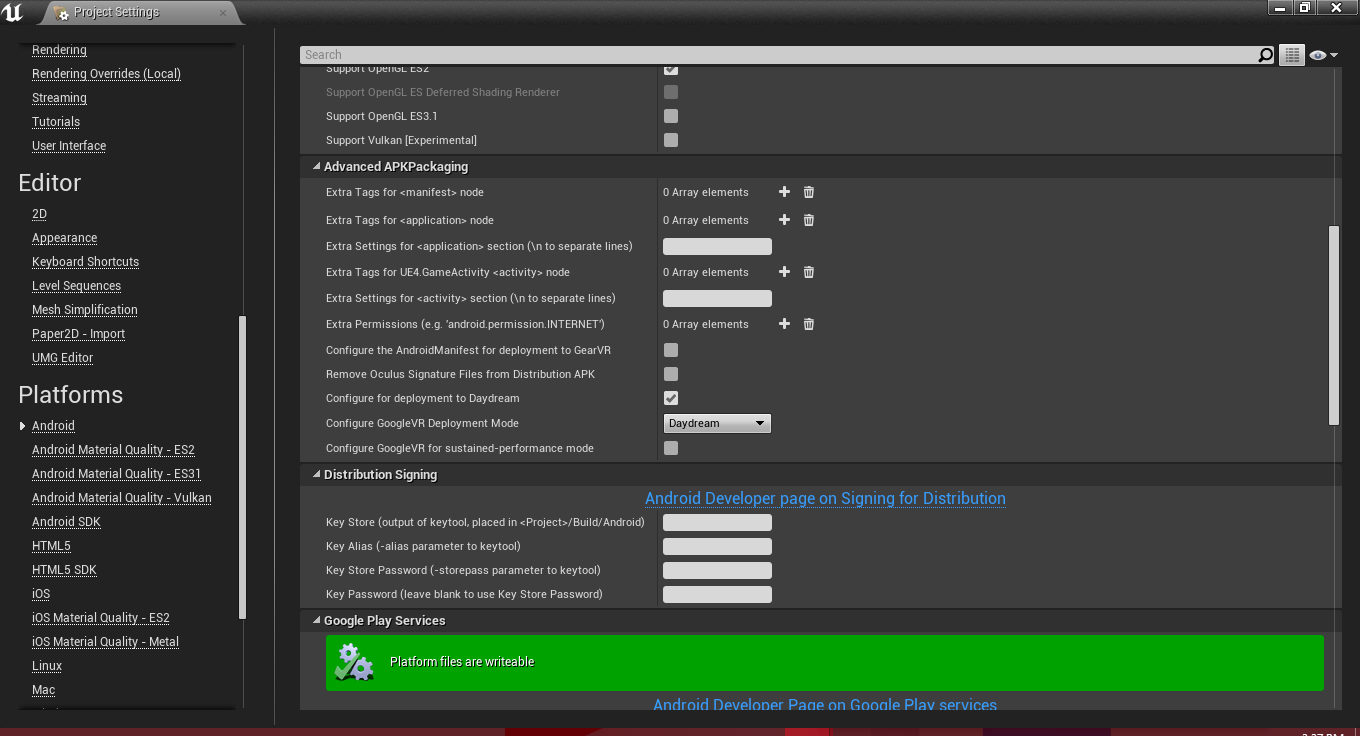 Project Settings
Rendering
Rendering Overrides (Local)
Streaming
Tutorials
User Interface
Editor
2D
Appearance
Keyboard Shortcuts
Level Sequences
Mesh Simplification
Paper2D - Import
UMG Editor
Platforms
Android
Android Material Quality - ES2
Android Material Quality - ES31
Android Material Quality - Vulkan
Android SDK
HTML5
HTML5 SDK
iOS
iOS Material Quality - ES2
iOS Material Quality - Metal
Linux
Mac
Search
Support OpenGL ES2
Support OpenGL ES Deferred Shading Renderer
Support OpenGL ES3.1
Support Vulkan [Experimental]
Advanced APKPackaging
Extra Tags for <manifest> node 0 Array elements
Extra Tags for <application> node 0 Array elements
Extra Settings for <application> section (\n to separate lines)
Extra Tags for UE4.GameActivity <activity> node 0 Array elements
Extra Settings for <activity> section (\n to separate lines)
Extra Permissions (e.g. 'android.permission.INTERNET') 0 Array elements
Configure the AndroidManifest for deployment to GearVR
Remove Oculus Signature Files from Distribution APK
Configure for deployment to Daydream
Configure GoogleVR Deployment Mode Daydream
Configure GoogleVR for sustained-performance mode
Distribution Signing
Android Developer page on Signing for Distribution
Key Store (output of keytool, placed in <Project>/Build/Android)
Key Alias (-alias parameter to keytool)
Key Store Password (-storepass parameter to keytool)
Key Password (leave blank to use Key Store Password)
Google Play Services
Platform files are writeable
Android Developer Page on Google Play services